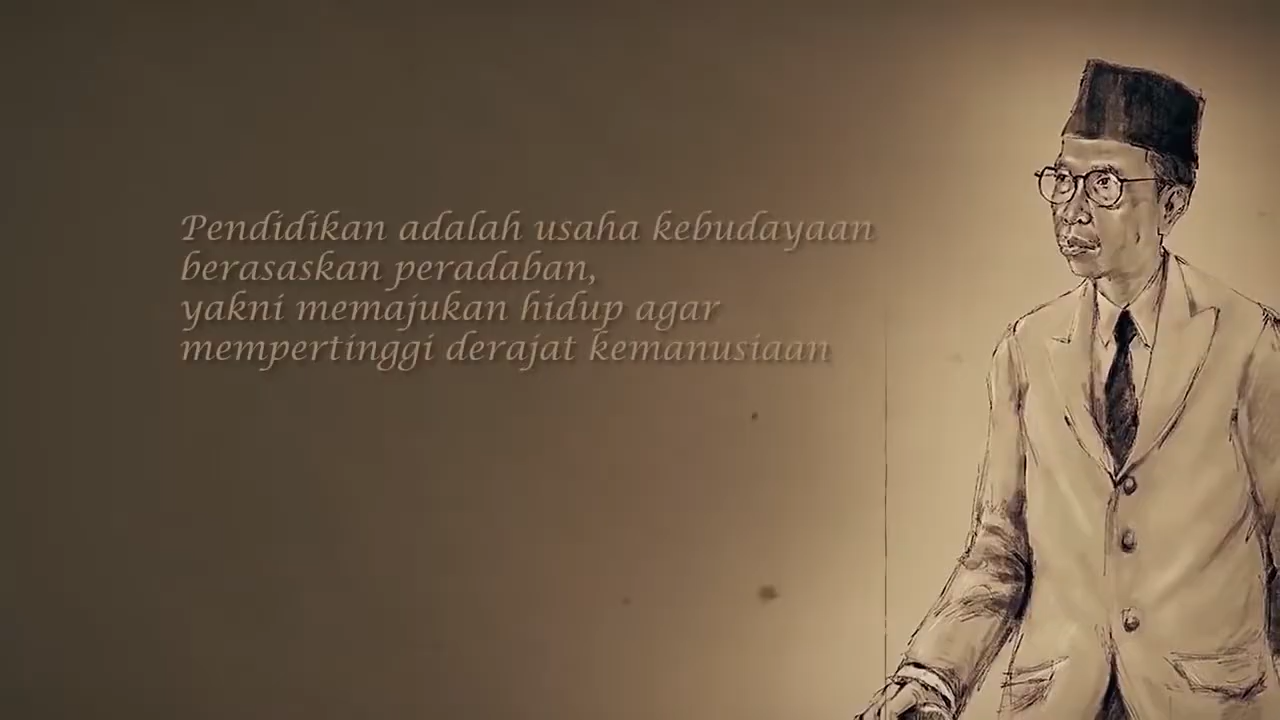 Pendidikan adalah usaha kebudayaan
berasaskan peradaban,
yakni memajukan hidup agar
mempertinggi derajat kemanusiaan